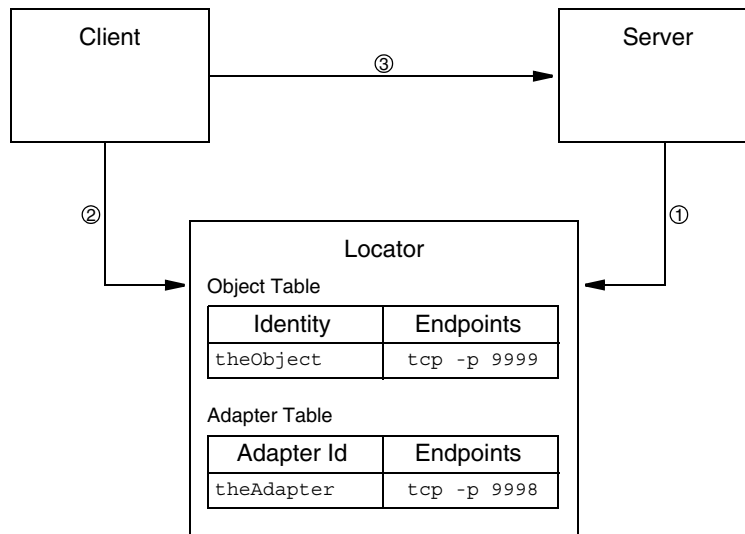 Client
Server
③
②
①
Locator
Object Table
Identity Endpoints
theObject tcp -p 9999
Adapter Table
Adapter Id Endpoints
theAdapter tcp -p 9998